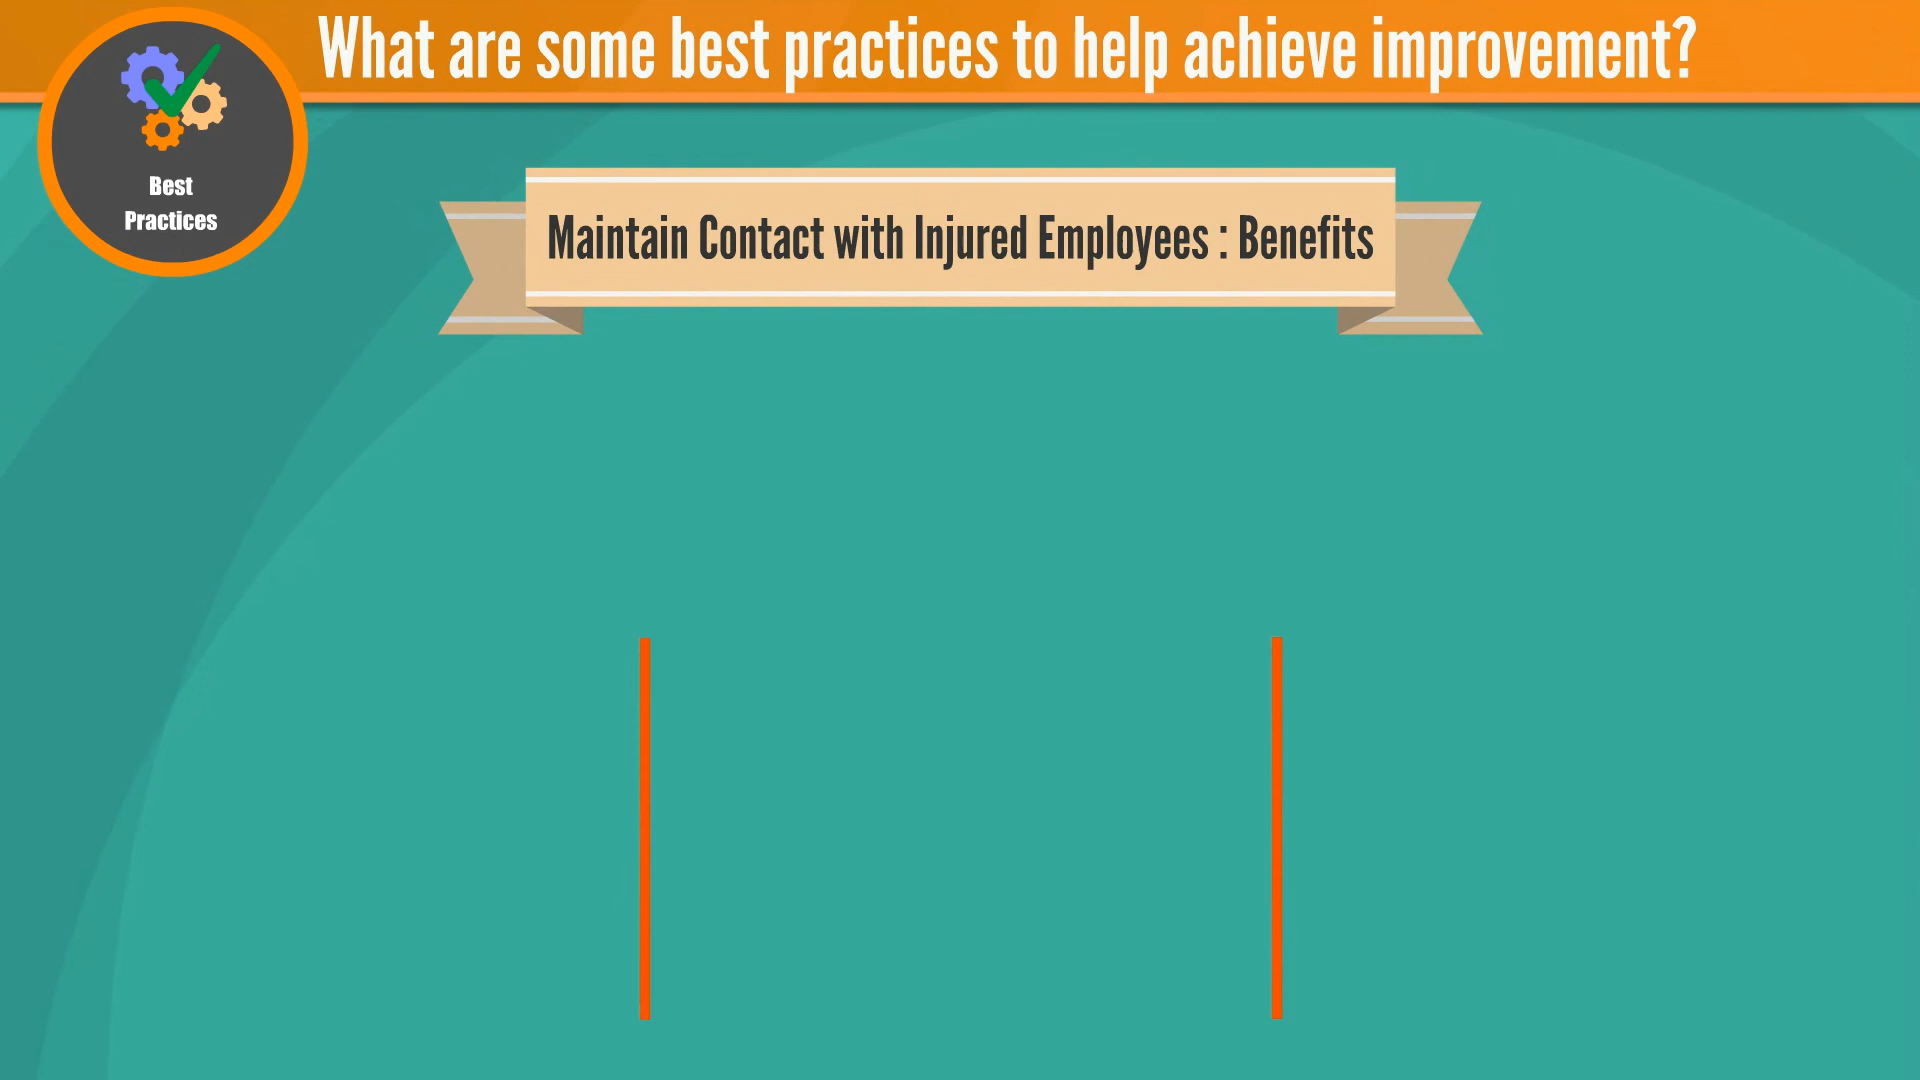 What are some best practices to help achieve improvement?
Best
Practices
Maintain Contact with Injured Employees : Benefits